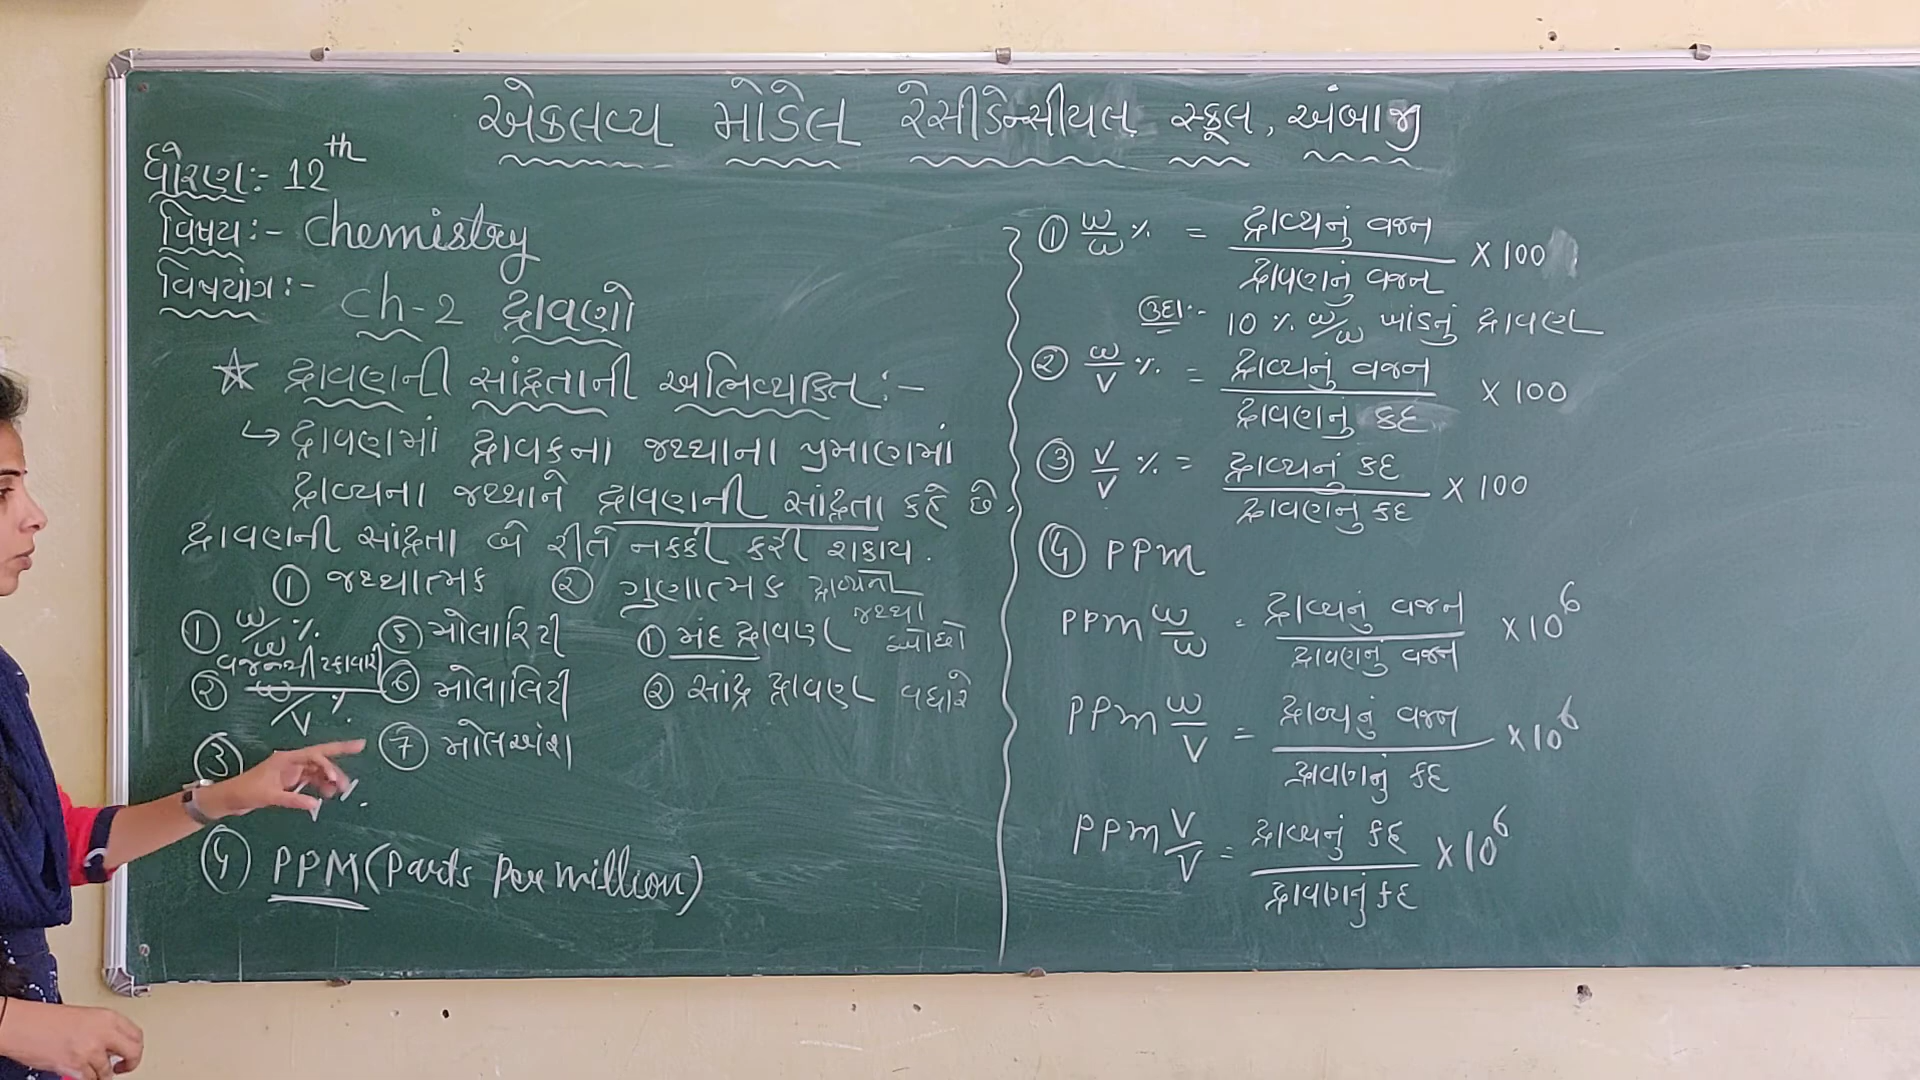 એકલવ્ય મોડેલ રેસીડેન્સીયલ સ્કૂલ, અંબાજી
ધોરણ:- 12th
વિષય:- Chemistry
વિષયાંગ:- Ch-2 દ્રાવણો
☆ દ્રાવણની સાંદ્રતાની અભિવ્યક્તિ:-
↳ દ્રાવણમાં દ્રાવકના જથ્થાના પ્રમાણમાં
દ્રાવ્યના જથ્થાને દ્રાવણની સાંદ્રતા કહે છે.
દ્રાવણની સાંદ્રતા બે રીતે નક્કી કરી શકાય.
① જથ્થાત્મક ② ગુણાત્મક દ્રાવ્યનો જથ્થો
① w/w % ⑤ મોલારિટી ① મંદ દ્રાવણ ઓછો
વજનથી ટકાવારી
② w/v % ⑥ મોલાલિટી ② સાંદ્ર દ્રાવણ વધારે
③ ⑦ મોલઅંશ
④ PPM (Parts Per million)
① w/w % = દ્રાવ્યનું વજન / દ્રાવણનું વજન × 100
ઉદા:- 10 % w/w ખાંડનું દ્રાવણ
② w/v % = દ્રાવ્યનું વજન / દ્રાવણનું કદ × 100
③ v/v % = દ્રાવ્યનું કદ / દ્રાવણનું કદ × 100
④ PPm
PPm w/w = દ્રાવ્યનું વજન / દ્રાવણનું વજન × 10⁶
PPm w/v = દ્રાવ્યનું વજન / દ્રાવણનું કદ × 10⁶
PPm v/v = દ્રાવ્યનું કદ / દ્રાવણનું કદ × 10⁶